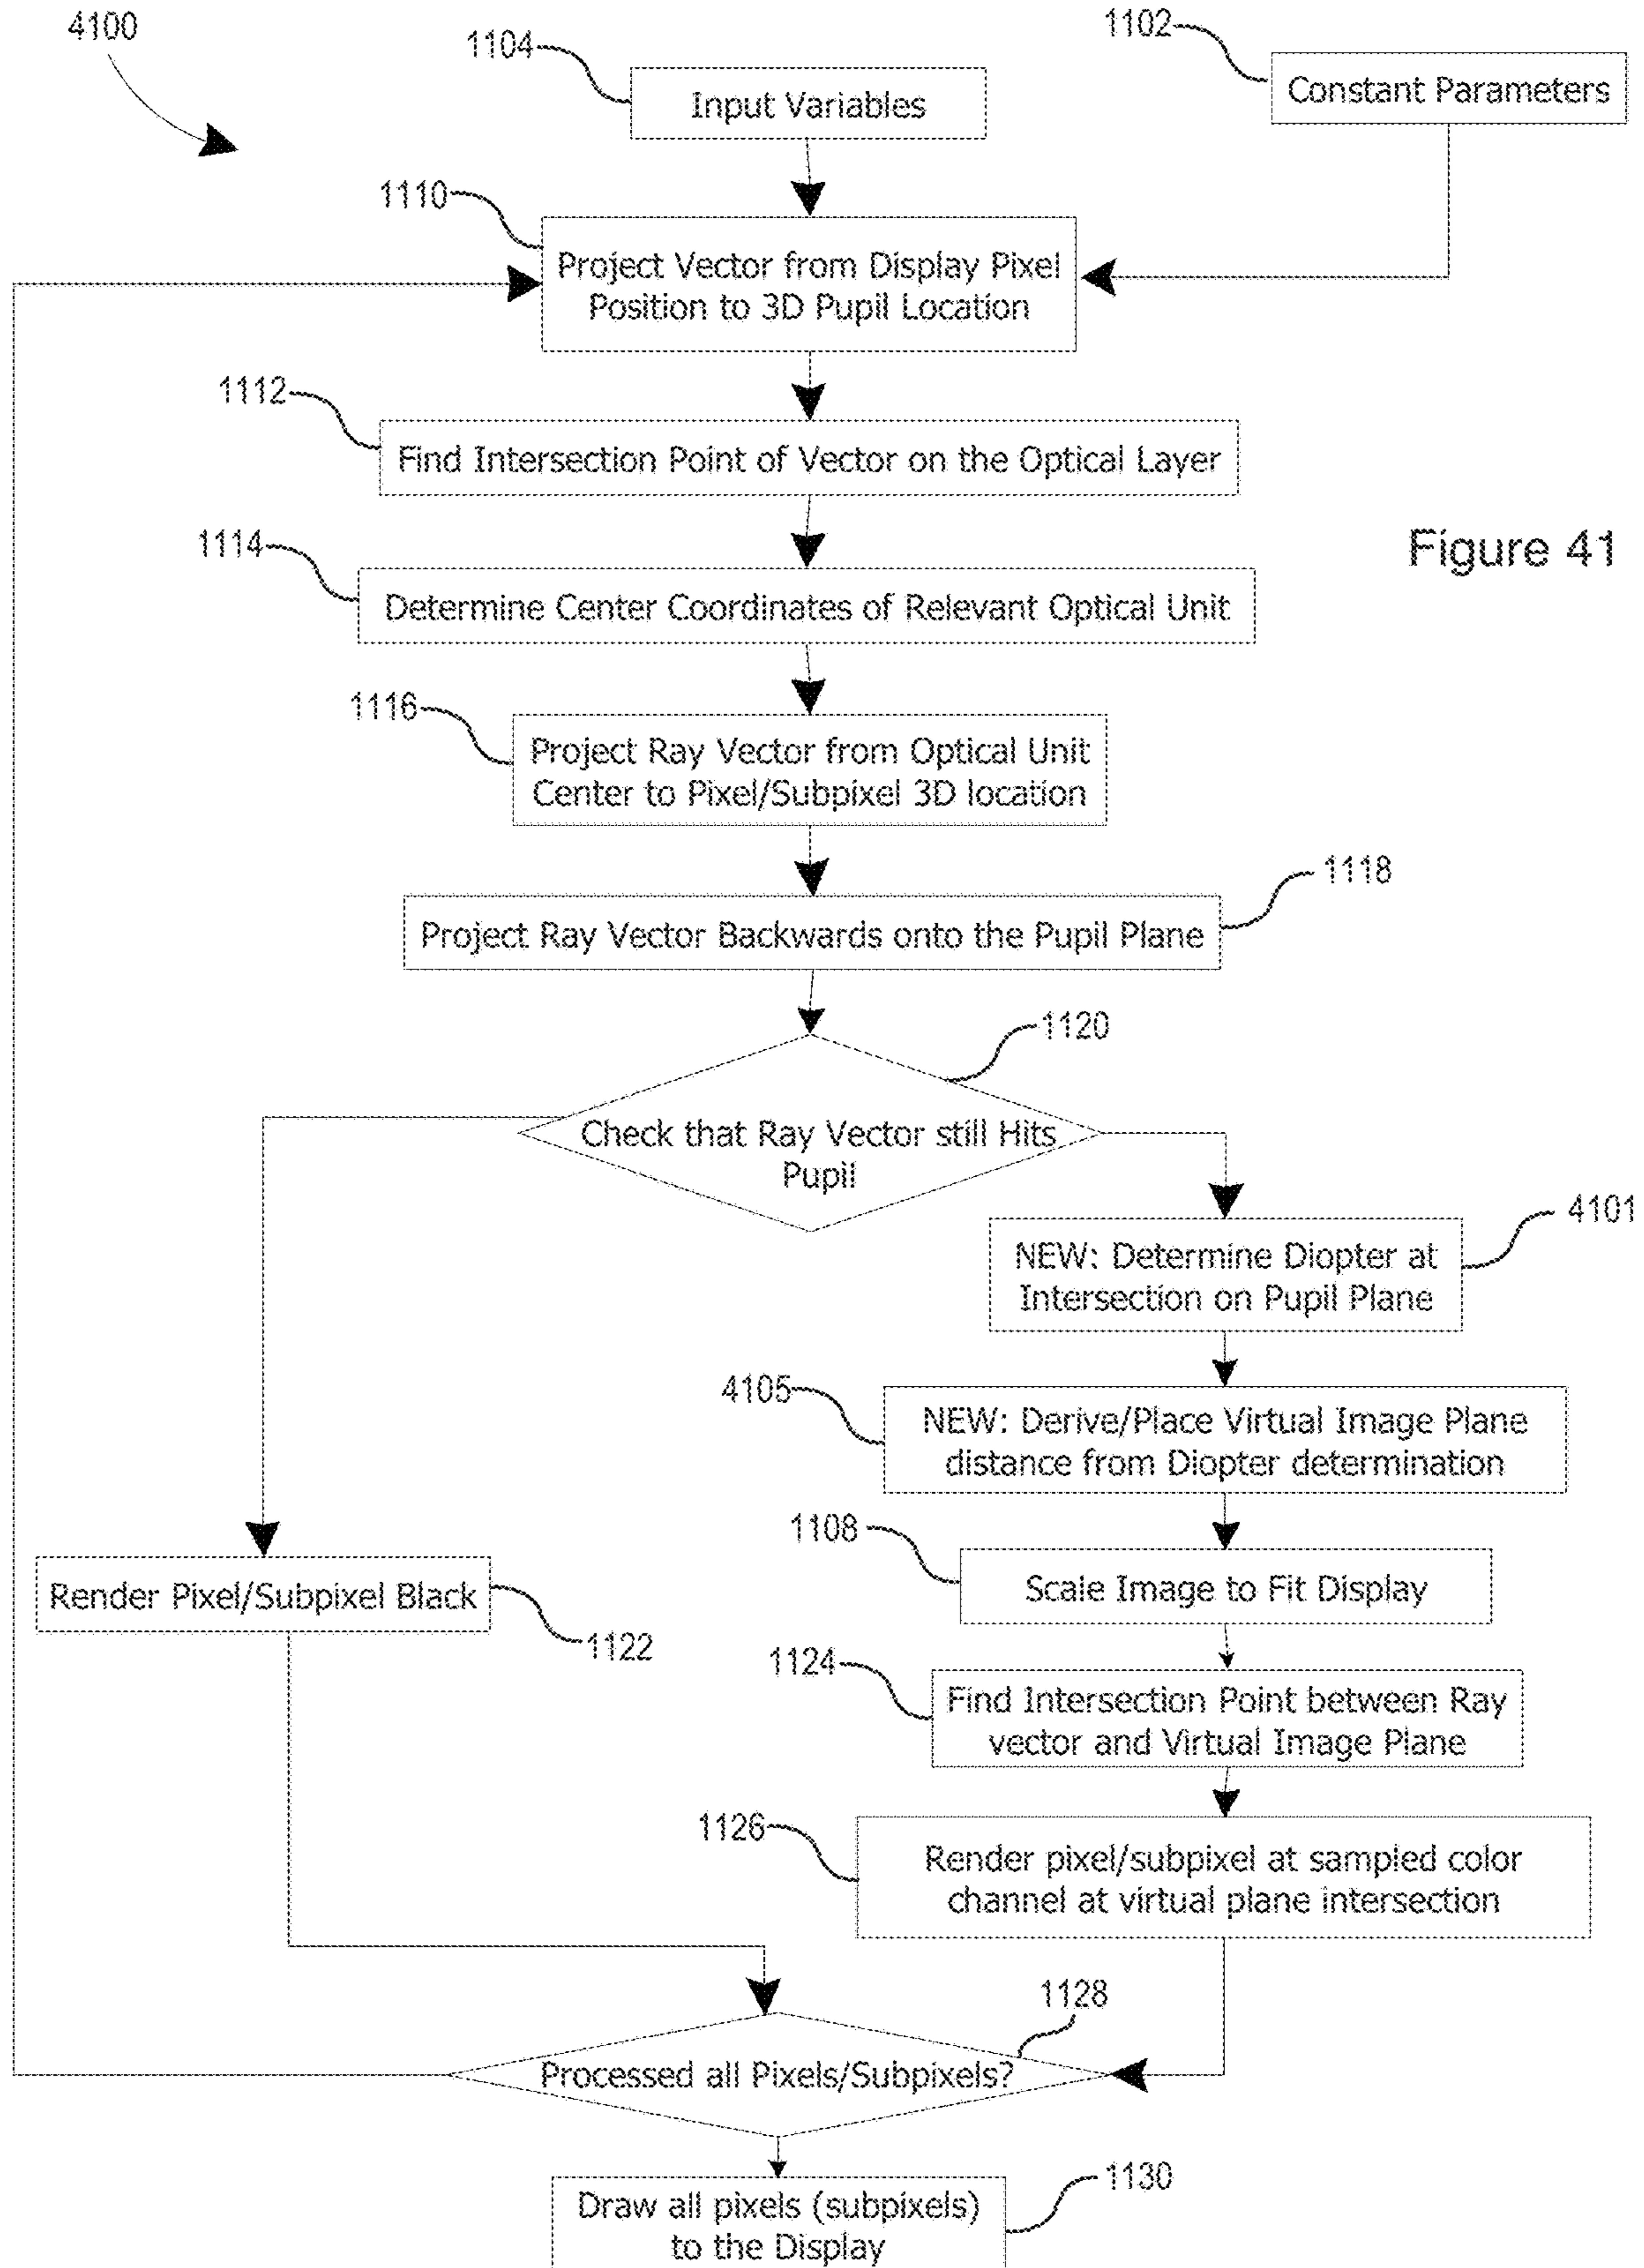 4100
1104
1102
Input Variables
Constant Parameters
1110
Project Vector from Display Pixel
Position to 3D Pupil Location
1112
Find Intersection Point of Vector on the Optical Layer
Figure 41
1114
Determine Center Coordinates of Relevant Optical Unit
1116
Project Ray Vector from Optical Unit
Center to Pixel/Subpixel 3D location
1118
Project Ray Vector Backwards onto the Pupil Plane
1120
Check that Ray Vector still Hits
Pupil
4101
NEW: Determine Diopter at
Intersection on Pupil Plane
4105
NEW: Derive/Place Virtual Image Plane
distance from Diopter determination
1108
Scale Image to Fit Display
Render Pixel/Subpixel Black
1122
1124
Find Intersection Point between Ray
vector and Virtual Image Plane
1126
Render pixel/subpixel at sampled color
channel at virtual plane intersection
1128
Processed all Pixels/Subpixels?
1130
Draw all pixels (subpixels)
to the Display